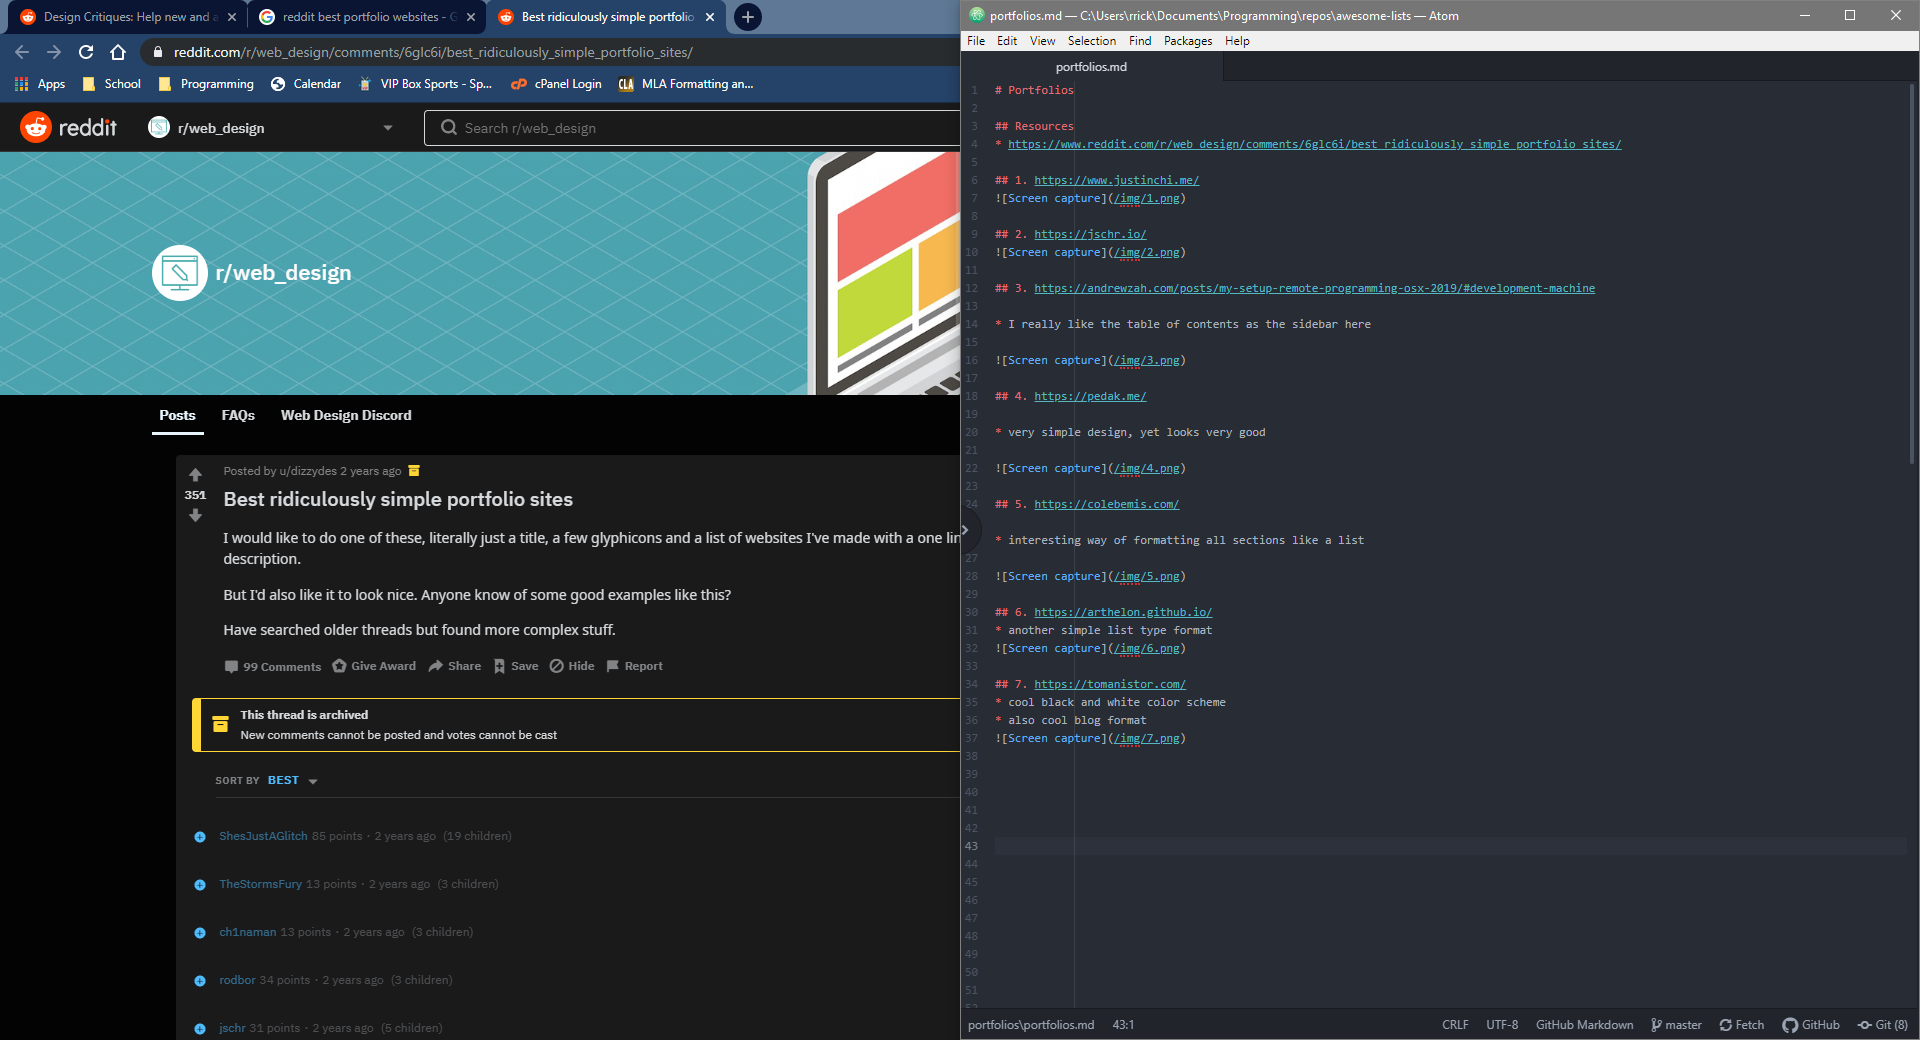 Design Critiques: Help new and a
reddit best portfolio websites - G
Best ridiculously simple portfolio
reddit.com/r/web_design/comments/6glc6i/best_ridiculously_simple_portfolio_sites/
Apps
School
Programming
Calendar
VIP Box Sports - Sp...
cP cPanel Login
CLA MLA Formatting an...
reddit
r/web_design
Search r/web_design
r/web_design
Posts
FAQs
Web Design Discord
Posted by u/dizzydes 2 years ago
351
Best ridiculously simple portfolio sites
I would like to do one of these, literally just a title, a few glyphicons and a list of websites I've made with a one lin
description.
But I'd also like it to look nice. Anyone know of some good examples like this?
Have searched older threads but found more complex stuff.
99 Comments Give Award Share Save Hide Report
This thread is archived
New comments cannot be posted and votes cannot be cast
SORT BY BEST
ShesJustAGlitch 85 points · 2 years ago (19 children)
TheStormsFury 13 points · 2 years ago (3 children)
ch1naman 13 points · 2 years ago (3 children)
rodbor 34 points · 2 years ago (3 children)
jschr 31 points · 2 years ago (5 children)
portfolios.md — C:\Users\rrick\Documents\Programming\repos\awesome-lists — Atom
File Edit View Selection Find Packages Help
portfolios.md
1 # Portfolios
2
3 ## Resources
4 * https://www.reddit.com/r/web_design/comments/6glc6i/best_ridiculously_simple_portfolio_sites/
5
6 ## 1. https://www.justinchi.me/
7 ![Screen capture](/img/1.png)
8
9 ## 2. https://jschr.io/
10 ![Screen capture](/img/2.png)
11
12 ## 3. https://andrewzah.com/posts/my-setup-remote-programming-osx-2019/#development-machine
13
14 * I really like the table of contents as the sidebar here
15
16 ![Screen capture](/img/3.png)
17
18 ## 4. https://pedak.me/
19
20 * very simple design, yet looks very good
21
22 ![Screen capture](/img/4.png)
23
24 ## 5. https://colebemis.com/
* interesting way of formatting all sections like a list
27
28 ![Screen capture](/img/5.png)
29
30 ## 6. https://arthelon.github.io/
31 * another simple list type format
32 ![Screen capture](/img/6.png)
33
34 ## 7. https://tomanistor.com/
35 * cool black and white color scheme
36 * also cool blog format
37 ![Screen capture](/img/7.png)
38
39
40
41
42
43
44
45
46
47
48
49
50
51
52
portfolios\portfolios.md 43:1 CRLF UTF-8 GitHub Markdown master Fetch GitHub Git (8)